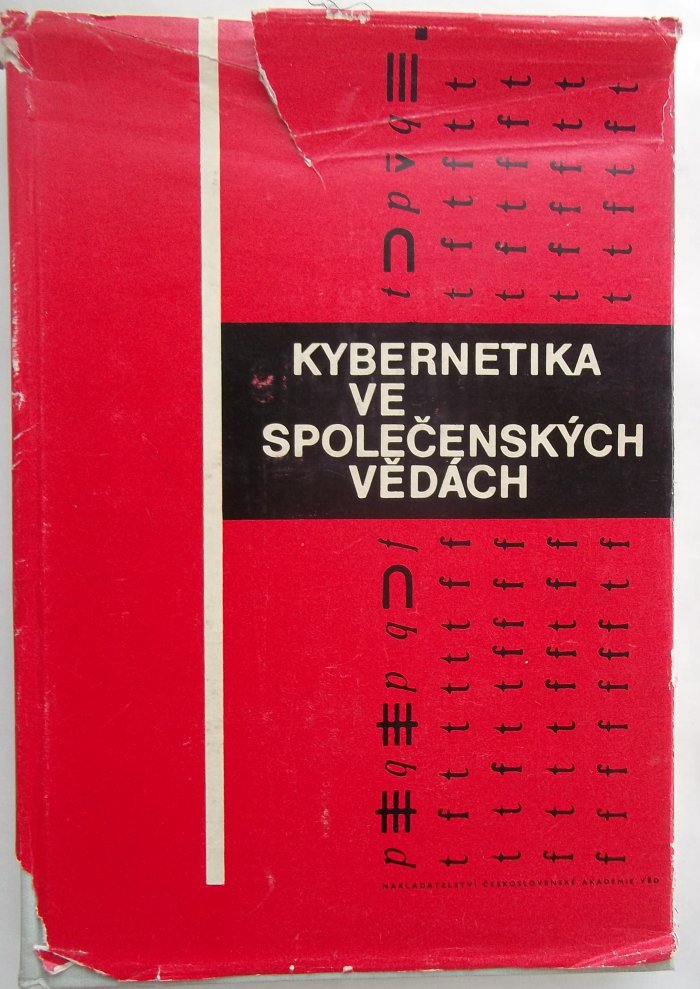 p ≢ q ≢ p q ⊃ f t ⊃ p v̄ q ≡ .
t f t t t t t f f t f t f t t
t t f t t f f f f t f t f f t
f t t t f t f f f t f f f t t
f f f f f f f t f t t f t f t
KYBERNETIKA
VE
SPOLEČENSKÝCH
VĚDÁCH
NAKLADATELSTVÍ ČESKOSLOVENSKÉ AKADEMIE VĚD